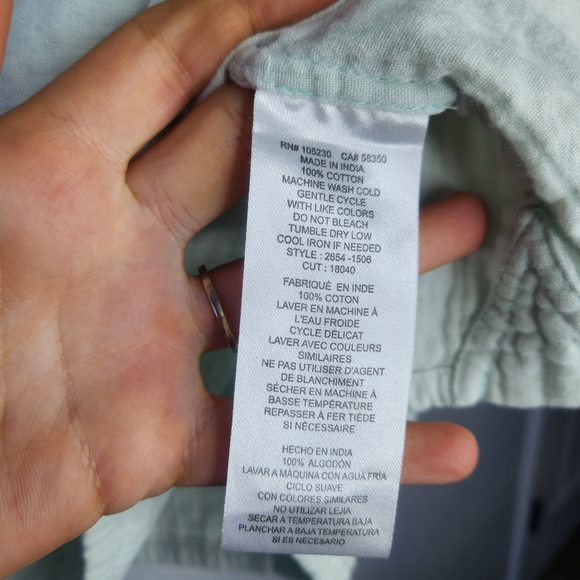 RN# 105230 CA# 58350
MADE IN INDIA
100% COTTON
MACHINE WASH COLD
GENTLE CYCLE
WITH LIKE COLORS
DO NOT BLEACH
TUMBLE DRY LOW
COOL IRON IF NEEDED
STYLE : 2654 -1506
CUT : 18040
FABRIQUÉ EN INDE
100% COTON
LAVER EN MACHINE À
L'EAU FROIDE
CYCLE DÉLICAT
LAVER AVEC COULEURS
SIMILAIRES
NE PAS UTILISER D'AGENT
DE BLANCHIMENT
SÉCHER EN MACHINE À
BASSE TEMPÉRATURE
REPASSER À FER TIÈDE
SI NÉCESSAIRE
HECHO EN INDIA
100% ALGODÓN
LAVAR A MÁQUINA CON AGUA FRÍA
CICLO SUAVE
CON COLORES SIMILARES
NO UTILIZAR LEJIA
SECAR A TEMPERATURA BAJA
PLANCHAR A BAJA TEMPERATURA
SI ES NECESARIO